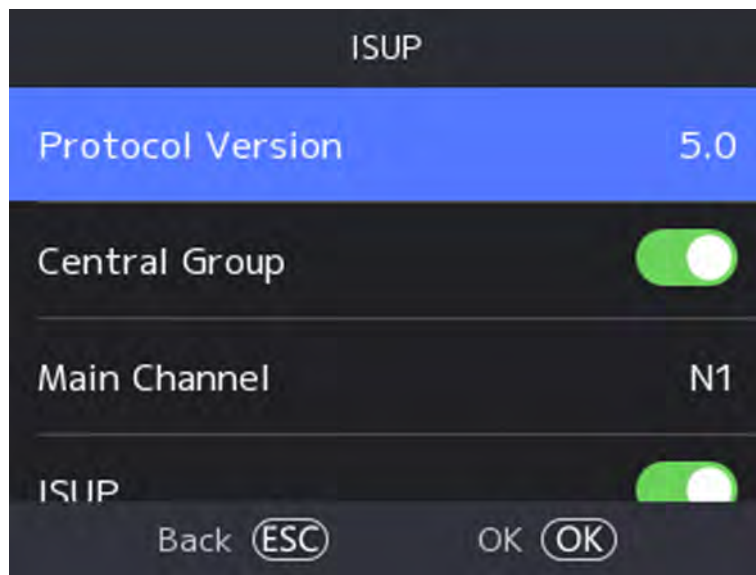 ISUP
Protocol Version 5.0
Central Group
Main Channel N1
ISUP
Back ESC OK OK